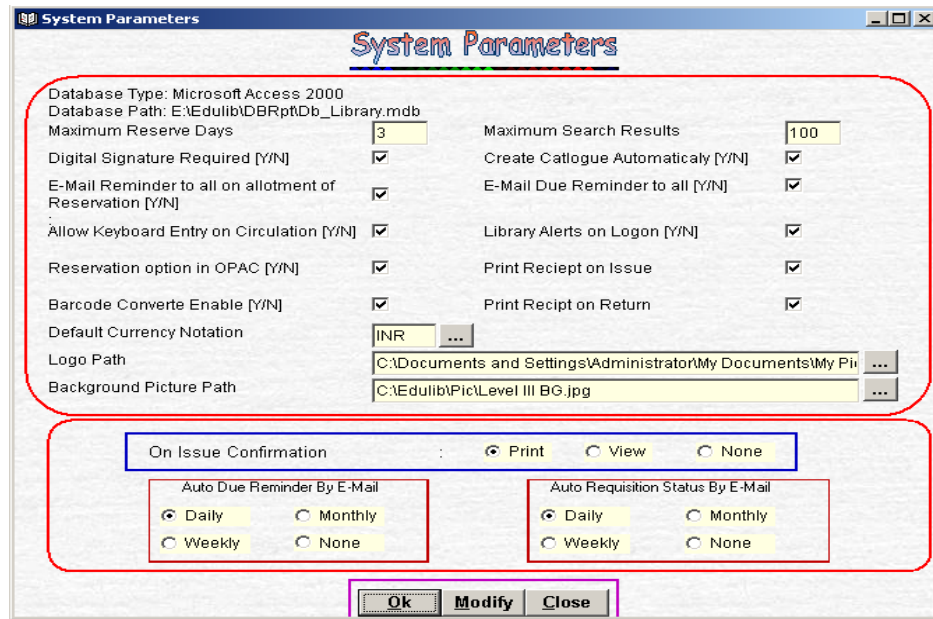 System Parameters
System Parameters
Database Type: Microsoft Access 2000
Database Path: E:\Edulib\DBRpt\Db_Library.mdb
Maximum Reserve Days 3 Maximum Search Results 100
Digital Signature Required [Y/N] Create Catlogue Automaticaly [Y/N]
E-Mail Reminder to all on allotment of E-Mail Due Reminder to all [Y/N]
Reservation [Y/N]
:
Allow Keyboard Entry on Circulation [Y/N] Library Alerts on Logon [Y/N]
Reservation option in OPAC [Y/N] Print Reciept on Issue
Barcode Converte Enable [Y/N] Print Recipt on Return
Default Currency Notation INR ...
Logo Path C:\Documents and Settings\Administrator\My Documents\My Pi ...
Background Picture Path C:\Edulib\Pic\Level III BG.jpg ...
On Issue Confirmation : Print View None
Auto Due Reminder By E-Mail Auto Requisition Status By E-Mail
Daily Monthly Daily Monthly
Weekly None Weekly None
Ok Modify Close